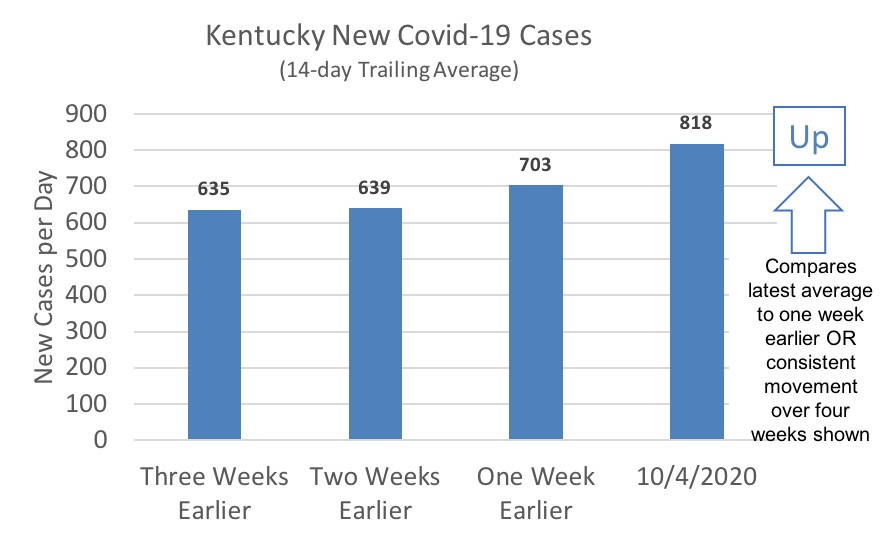 Kentucky New Covid-19 Cases
(14-day Trailing Average)
New Cases per Day
900
800
700
600
500
400
300
200
100
0
635
639
703
818
Three Weeks
Earlier
Two Weeks
Earlier
One Week
Earlier
10/4/2020
Up
Compares
latest average
to one week
earlier OR
consistent
movement
over four
weeks shown